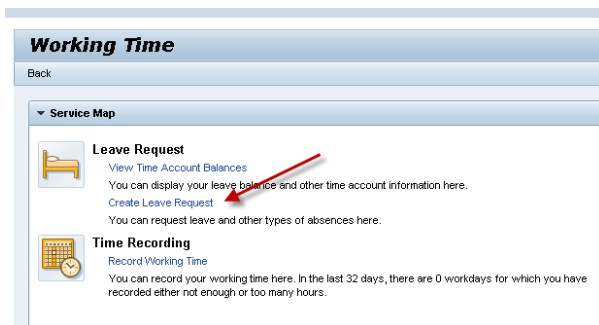 Working Time
Back
Service Map
Leave Request
View Time Account Balances
You can display your leave balance and other time account information here.
Create Leave Request
You can request leave and other types of absences here.
Time Recording
Record Working Time
You can record your working time here. In the last 32 days, there are 0 workdays for which you have
recorded either not enough or too many hours.